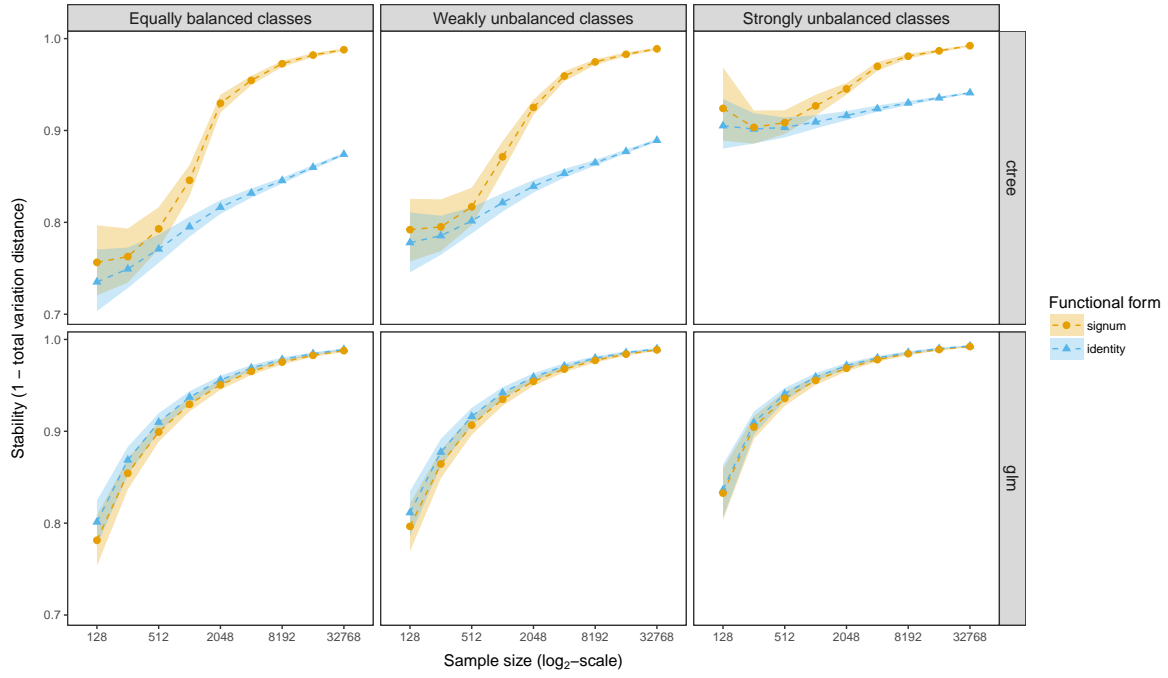 Equally balanced classes
Weakly unbalanced classes
Strongly unbalanced classes
1.0
0.9
0.8
0.7
ctree
1.0
0.9
0.8
0.7
glm
Stability (1 − total variation distance)
128
512
2048
8192
32768
128
512
2048
8192
32768
128
512
2048
8192
32768
Sample size (log₂−scale)
Functional form
signum
identity